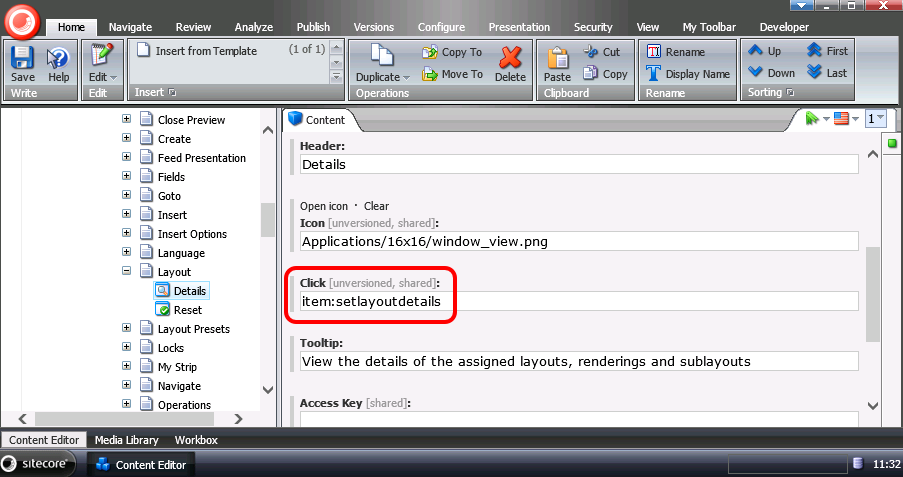 Home Navigate Review Analyze Publish Versions Configure Presentation Security View My Toolbar Developer
Save Help Edit Insert from Template (1 of 1) Duplicate Copy To Move To Delete Paste Cut Copy Rename Display Name Up Down First Last
Write Edit Insert Operations Clipboard Rename Sorting
Close Preview
Create
Feed Presentation
Fields
Goto
Insert
Insert Options
Language
Layout
Details
Reset
Layout Presets
Locks
My Strip
Navigate
Operations
Content 1
Header:
Details
Open icon · Clear
Icon [unversioned, shared]:
Applications/16x16/window_view.png
Click [unversioned, shared]:
item:setlayoutdetails
Tooltip:
View the details of the assigned layouts, renderings and sublayouts
Access Key [shared]:
Content Editor Media Library Workbox
sitecore Content Editor 11:32